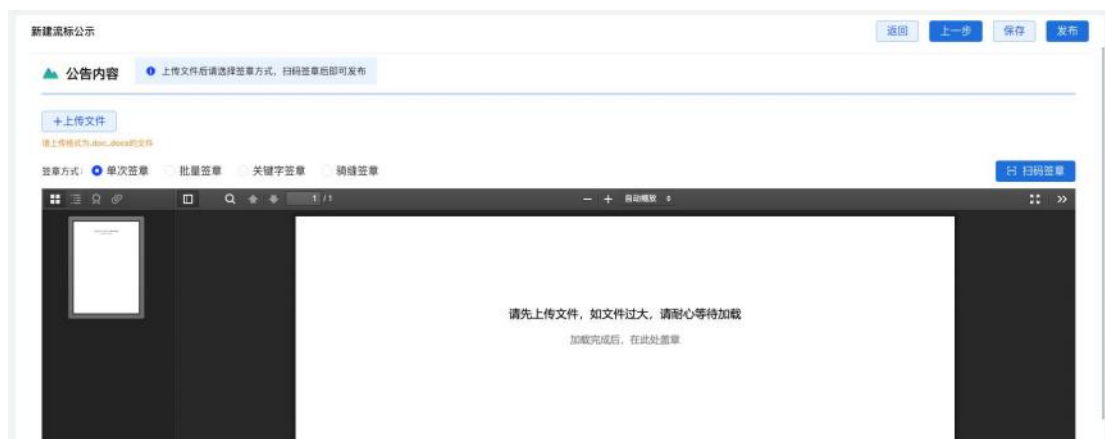 新建流标公示
返回 上一步 保存 发布
公告内容 上传文件后请选择签章方式，扫码签章后即可发布
＋上传文件
请上传格式为.doc,.docx的文件
签章方式： 单次签章 批量签章 关键字签章 骑缝签章 扫码签章
1 / 1 自动缩放
请先上传文件，如文件过大，请耐心等待加载
加载完成后，在此处盖章